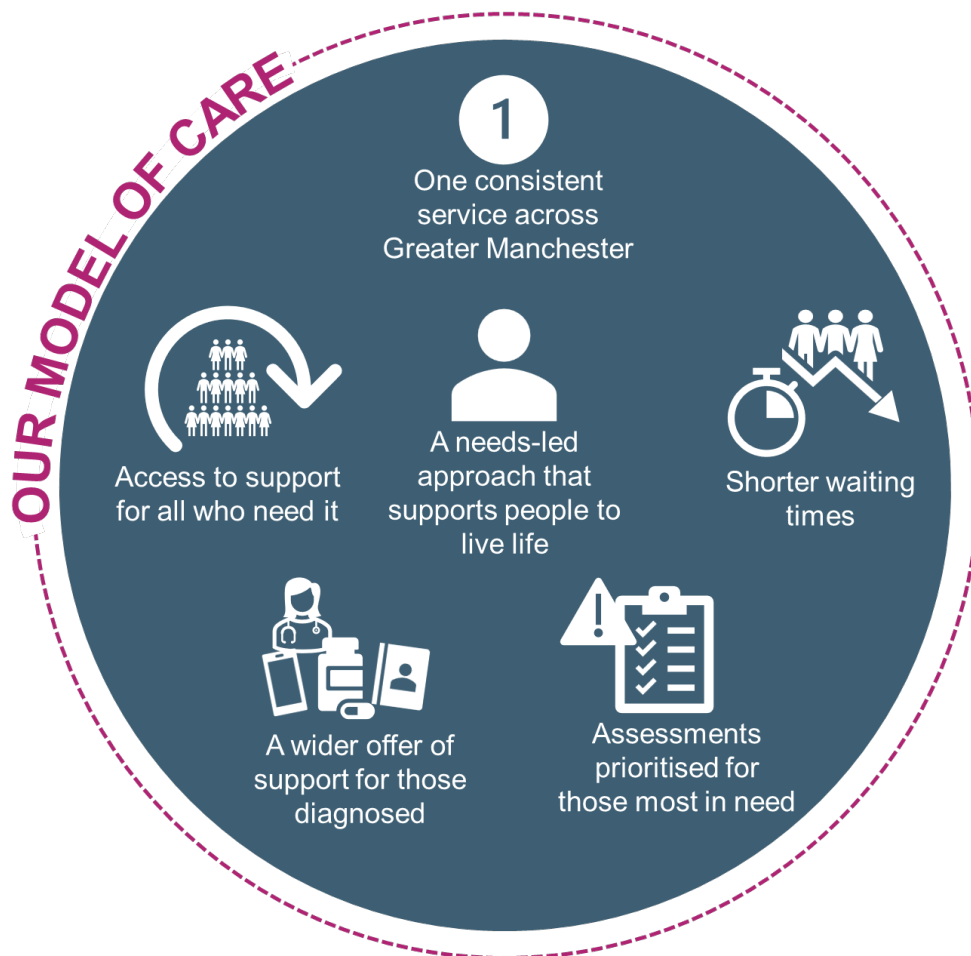 OUR MODEL OF CARE
1
One consistent
service across
Greater Manchester
Access to support
for all who need it
A needs-led
approach that
supports people to
live life
Shorter waiting
times
A wider offer of
support for those
diagnosed
Assessments
prioritised for
those most in need